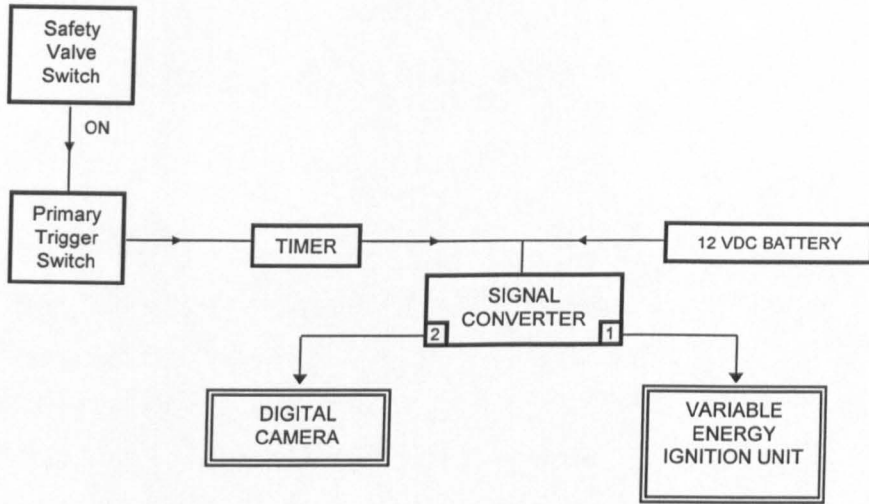 Safety
Valve
Switch
ON
Primary
Trigger
Switch
TIMER
12 VDC BATTERY
SIGNAL
CONVERTER
2
1
DIGITAL
CAMERA
VARIABLE
ENERGY
IGNITION UNIT